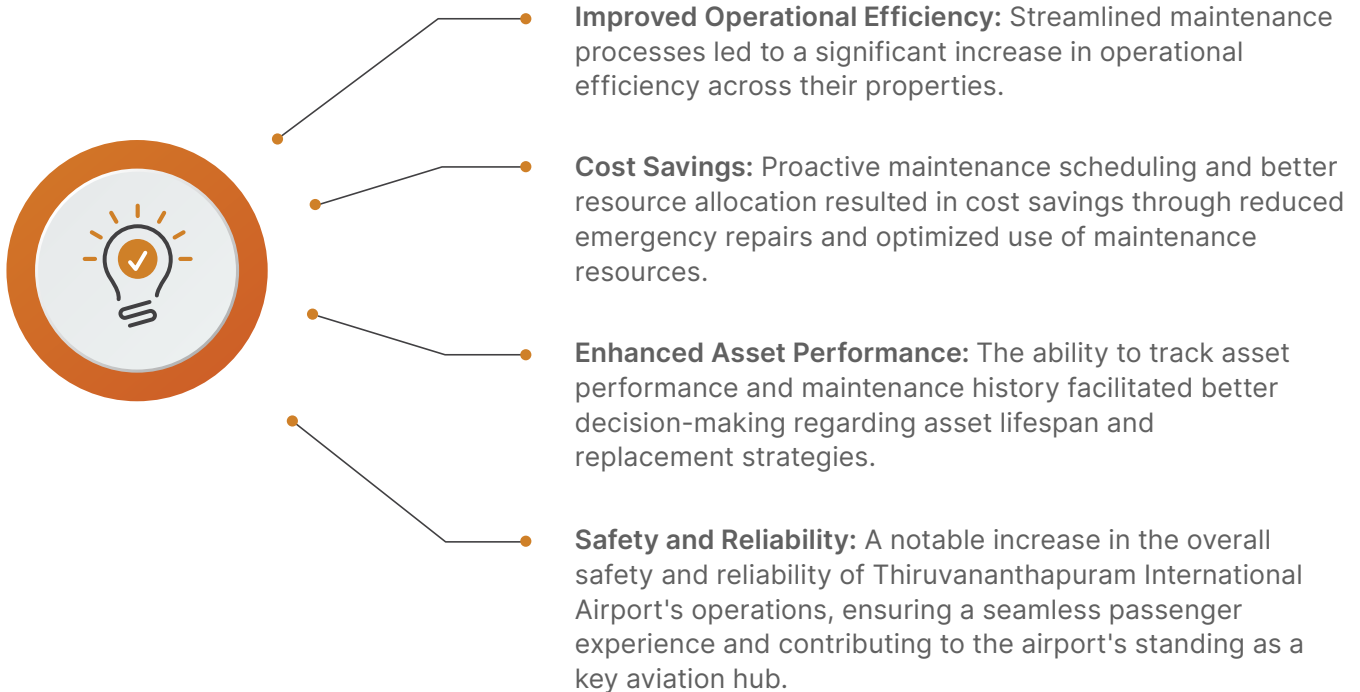 Improved Operational Efficiency: Streamlined maintenance
processes led to a significant increase in operational
efficiency across their properties.
Cost Savings: Proactive maintenance scheduling and better
resource allocation resulted in cost savings through reduced
emergency repairs and optimized use of maintenance
resources.
Enhanced Asset Performance: The ability to track asset
performance and maintenance history facilitated better
decision-making regarding asset lifespan and
replacement strategies.
Safety and Reliability: A notable increase in the overall
safety and reliability of Thiruvananthapuram International
Airport's operations, ensuring a seamless passenger
experience and contributing to the airport's standing as a
key aviation hub.